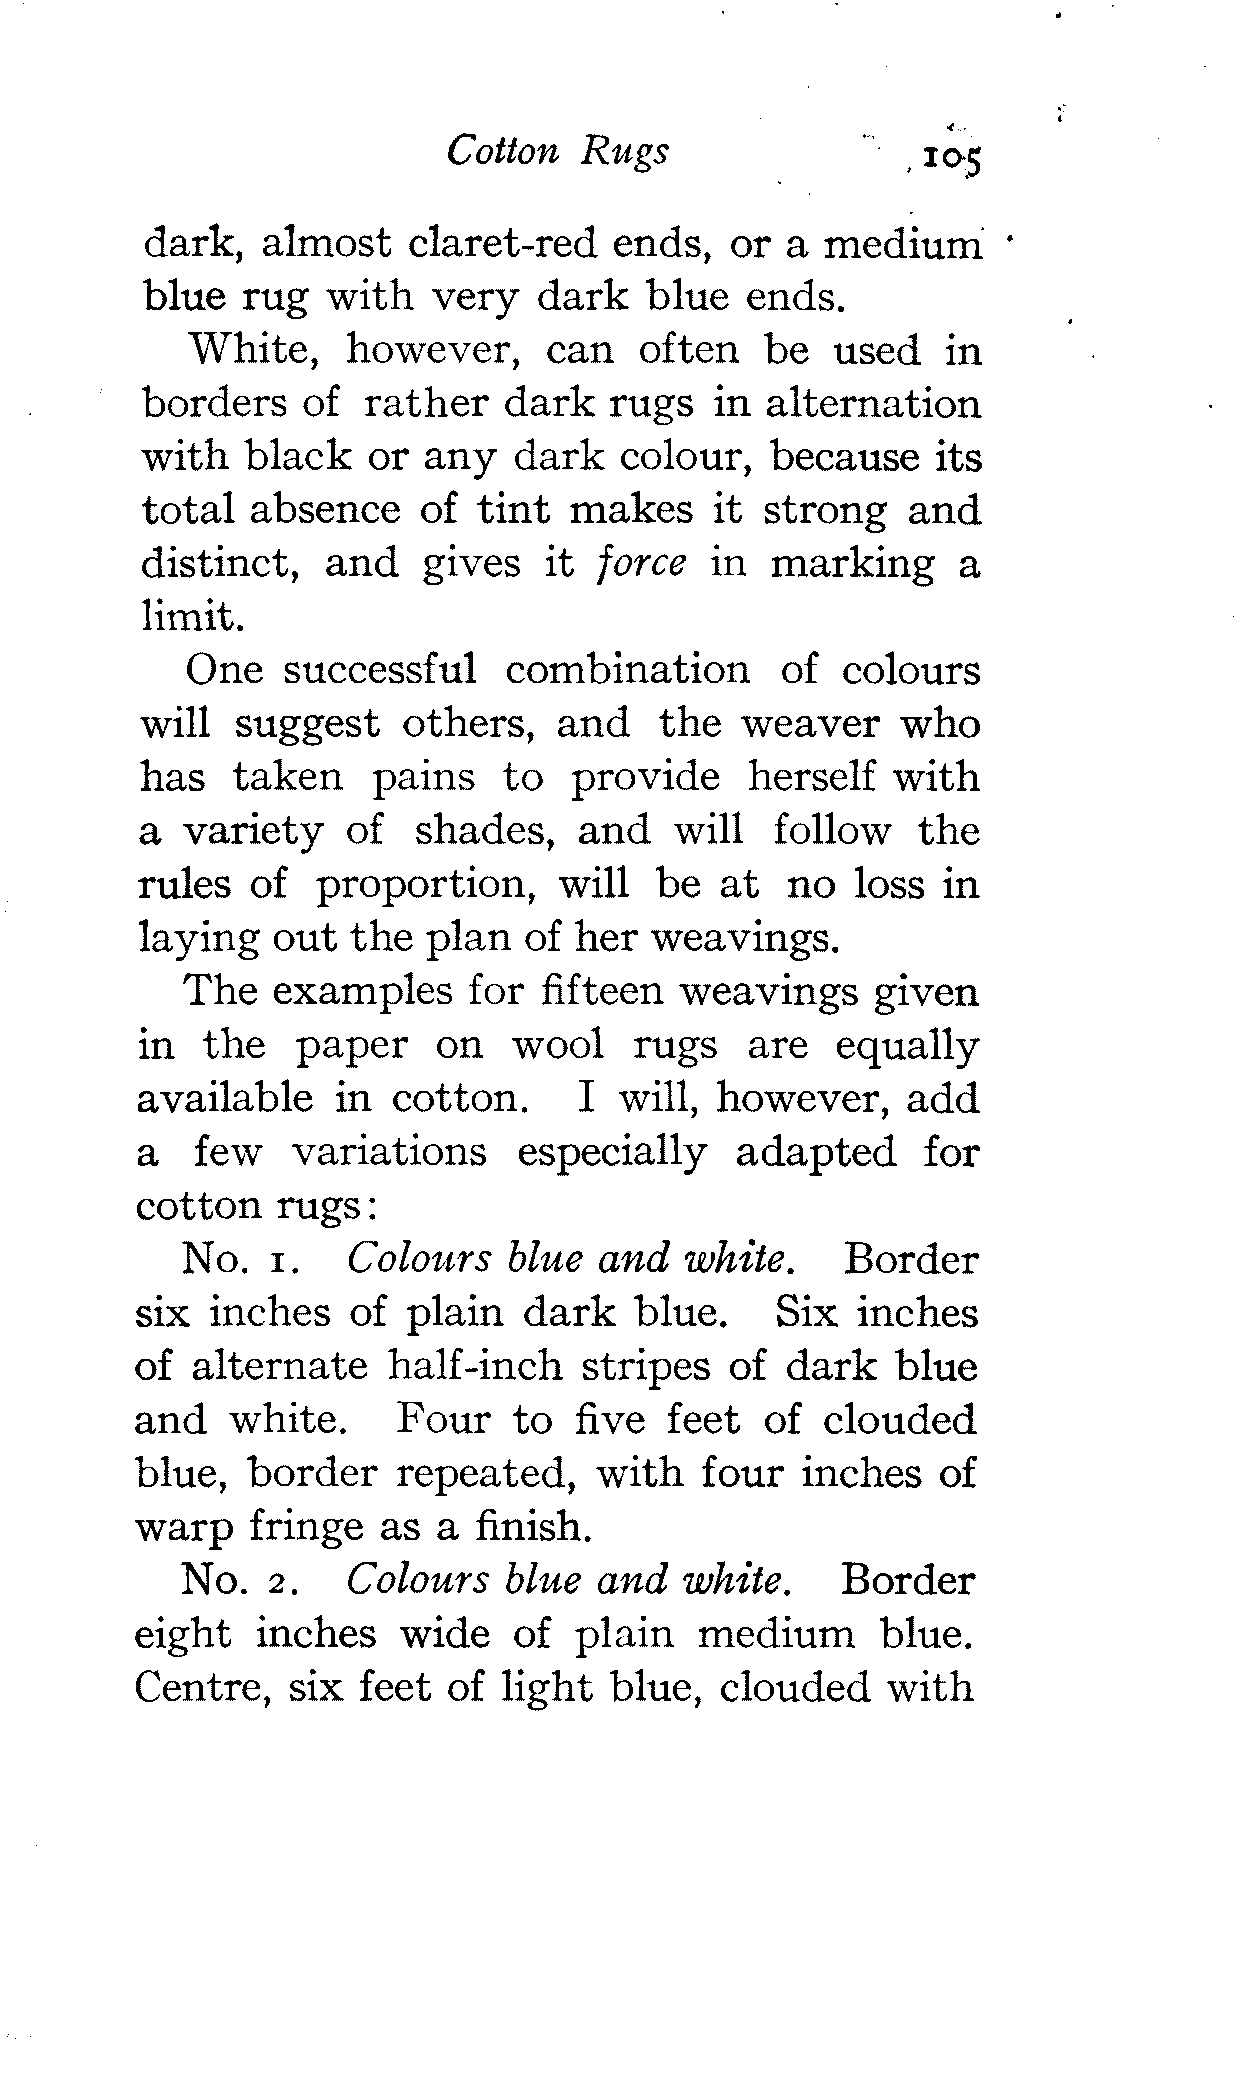 Cotton Rugs 105
dark, almost claret-red ends, or a medium
blue rug with very dark blue ends.
White, however, can often be used in
borders of rather dark rugs in alternation
with black or any dark colour, because its
total absence of tint makes it strong and
distinct, and gives it force in marking a
limit.
One successful combination of colours
will suggest others, and the weaver who
has taken pains to provide herself with
a variety of shades, and will follow the
rules of proportion, will be at no loss in
laying out the plan of her weavings.
The examples for fifteen weavings given
in the paper on wool rugs are equally
available in cotton. I will, however, add
a few variations especially adapted for
cotton rugs:
No. 1. Colours blue and white. Border
six inches of plain dark blue. Six inches
of alternate half-inch stripes of dark blue
and white. Four to five feet of clouded
blue, border repeated, with four inches of
warp fringe as a finish.
No. 2. Colours blue and white. Border
eight inches wide of plain medium blue.
Centre, six feet of light blue, clouded with